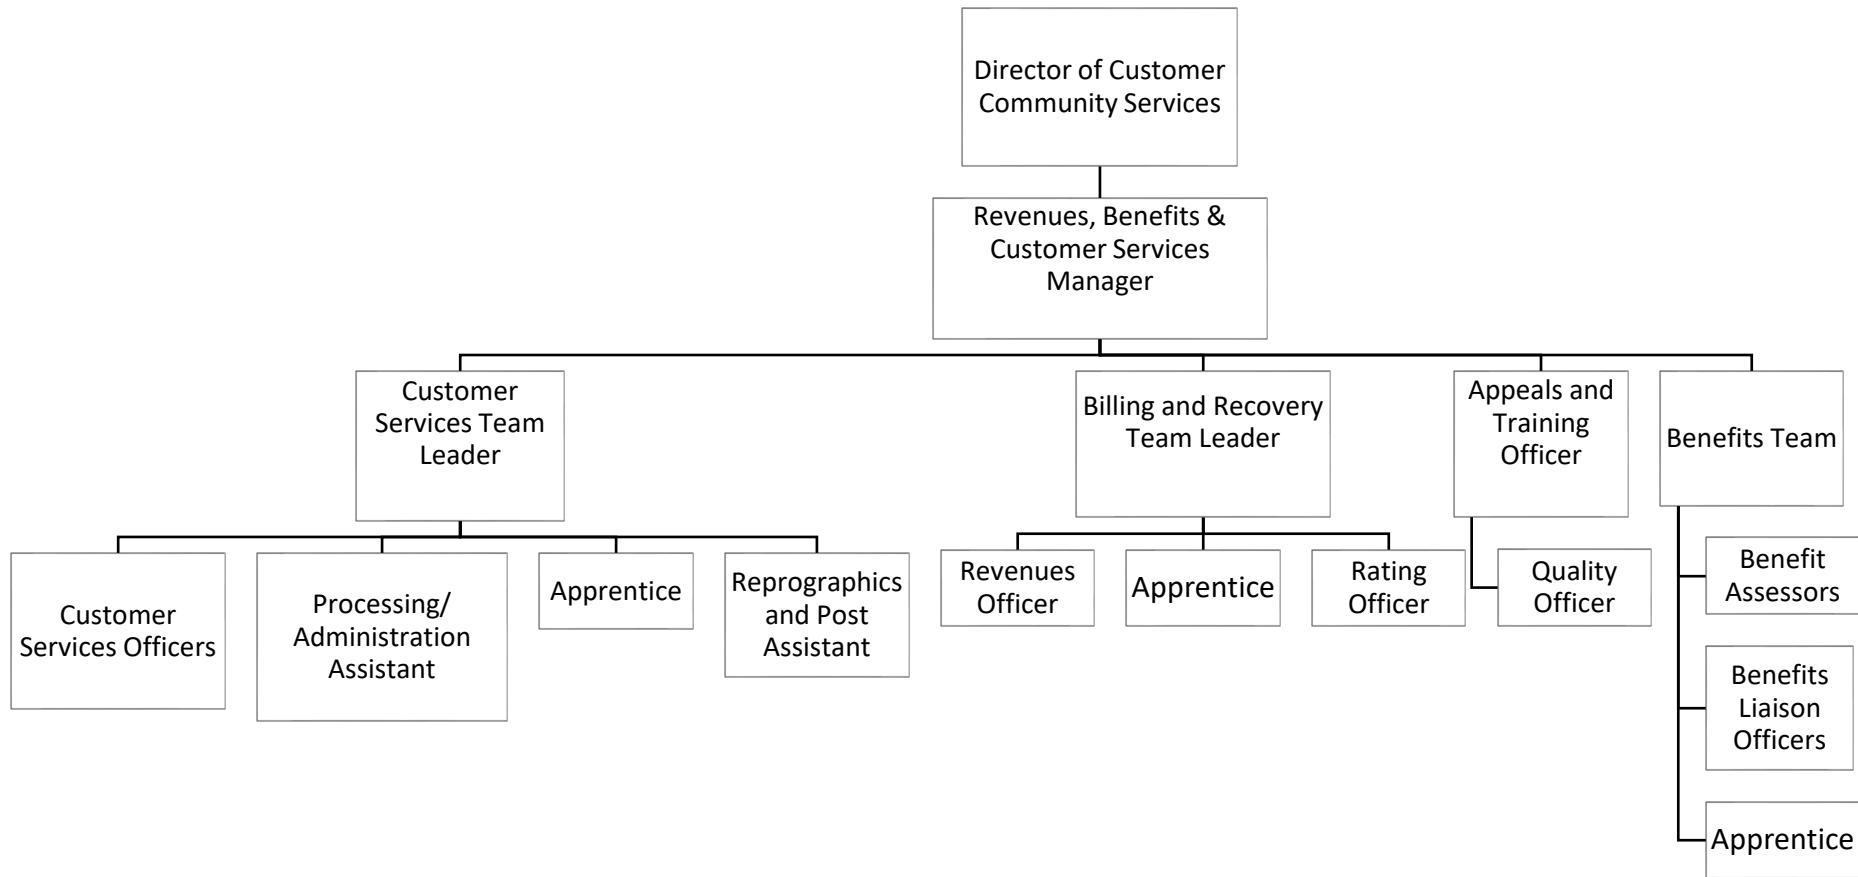 Director of Customer
Community Services
Revenues, Benefits &
Customer Services
Manager
Customer
Services Team
Leader
Billing and Recovery
Team Leader
Appeals and
Training
Officer
Benefits Team
Customer
Services Officers
Processing/
Administration
Assistant
Apprentice
Reprographics
and Post
Assistant
Revenues
Officer
Apprentice
Rating
Officer
Quality
Officer
Benefit
Assessors
Benefits
Liaison
Officers
Apprentice